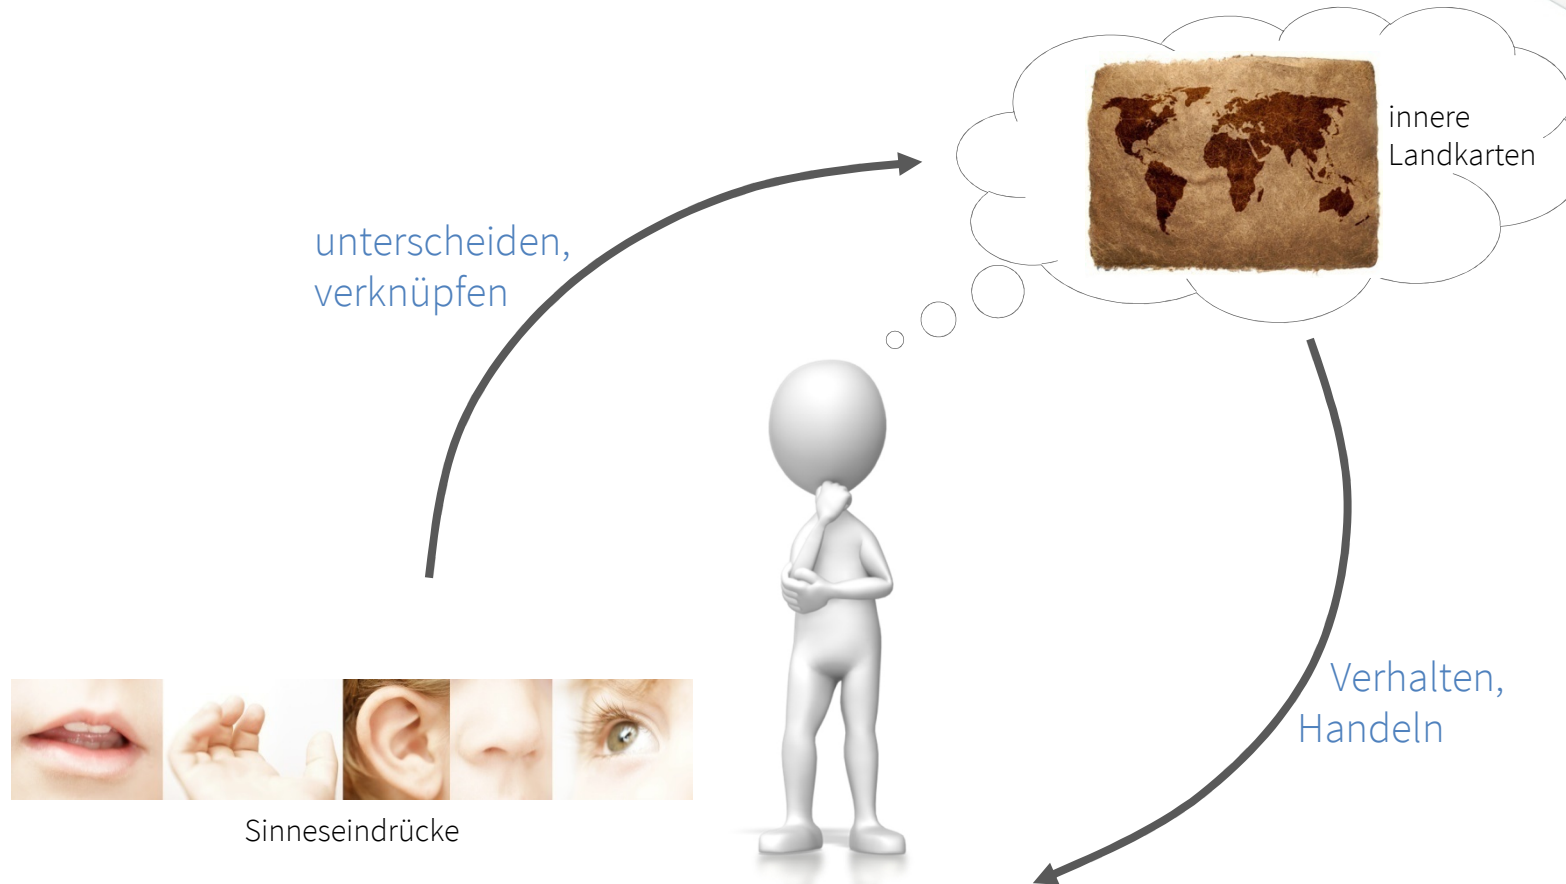 innere
Landkarten
unterscheiden,
verknüpfen
Verhalten,
Handeln
Sinneseindrücke